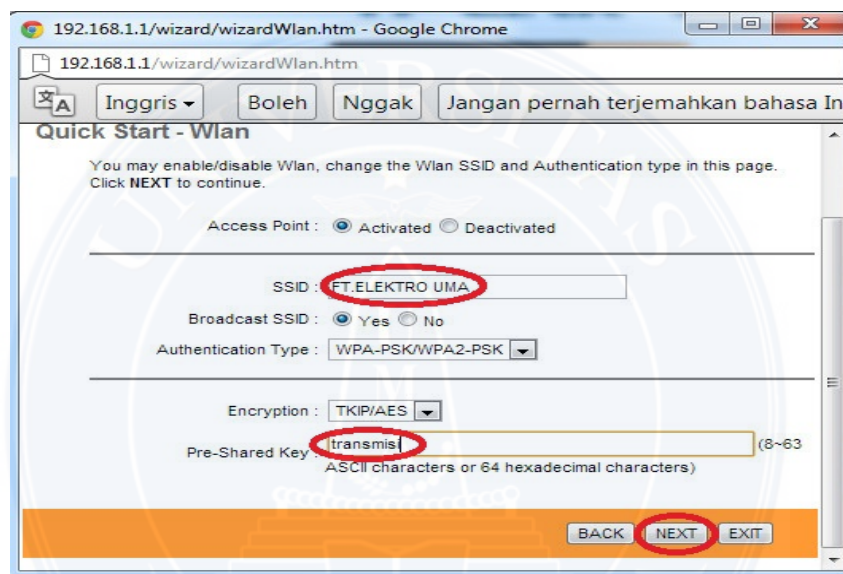 192.168.1.1/wizard/wizardWlan.htm - Google Chrome
192.168.1.1/wizard/wizardWlan.htm
Inggris Boleh Nggak Jangan pernah terjemahkan bahasa In
Quick Start - Wlan
You may enable/disable Wlan, change the Wlan SSID and Authentication type in this page.
Click NEXT to continue.
Access Point : Activated Deactivated
SSID : FT.ELEKTRO UMA
Broadcast SSID : Yes No
Authentication Type : WPA-PSK/WPA2-PSK
Encryption : TKIP/AES
Pre-Shared Key : transmisi (8~63
ASCII characters or 64 hexadecimal characters)
BACK NEXT EXIT
UNIVERSITAS